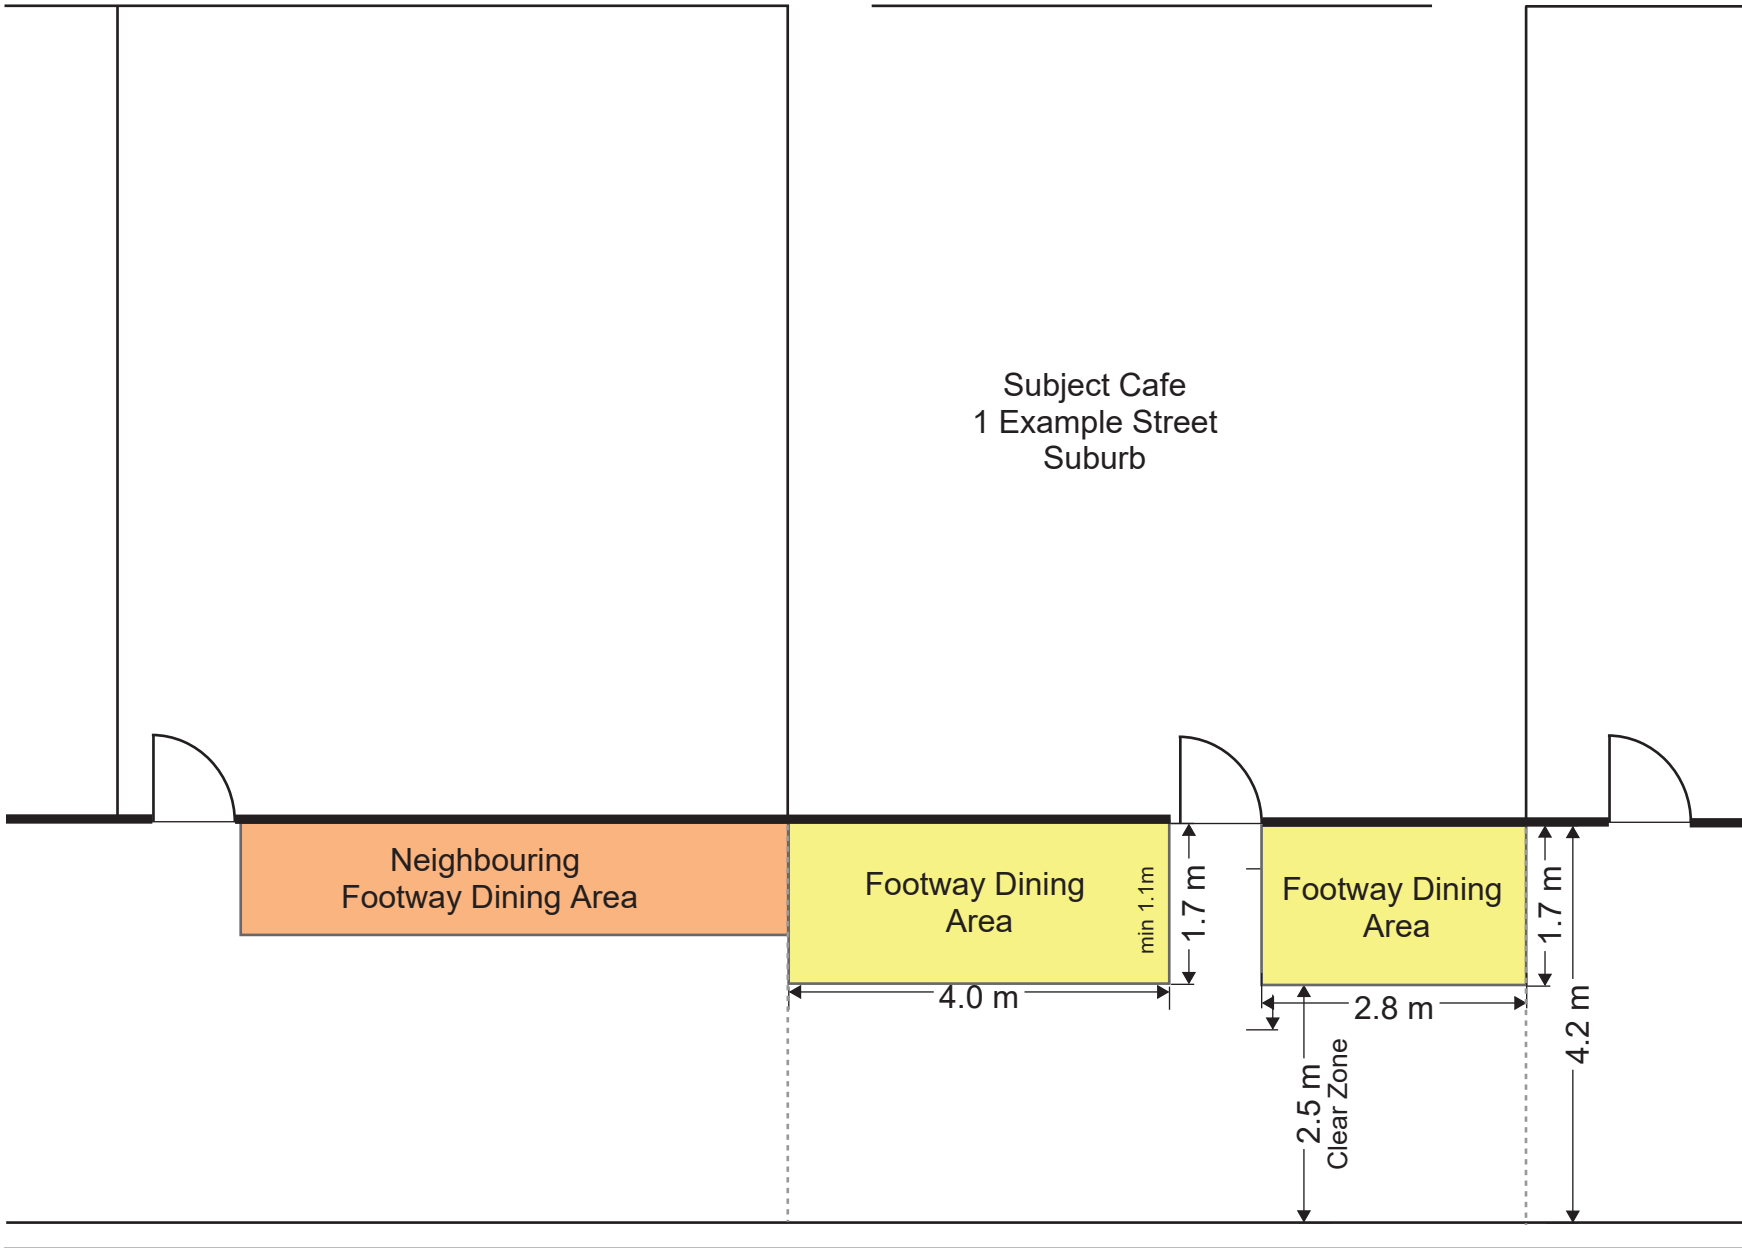 Subject Cafe
1 Example Street
Suburb
Neighbouring
Footway Dining Area
Footway Dining
Area
min 1.1m
1.7 m
Footway Dining
Area
1.7 m
4.0 m
2.8 m
4.2 m
2.5 m
Clear Zone